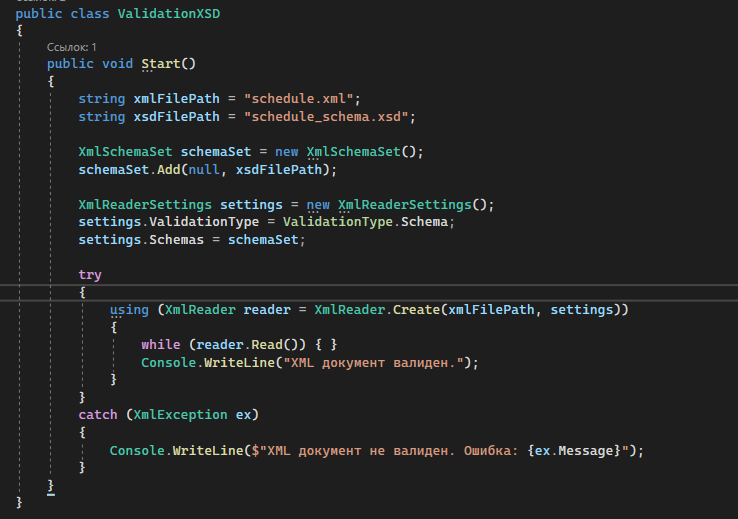 public class ValidationXSD
{
Ссылок: 1
public void Start()
{
string xmlFilePath = "schedule.xml";
string xsdFilePath = "schedule_schema.xsd";
XmlSchemaSet schemaSet = new XmlSchemaSet();
schemaSet.Add(null, xsdFilePath);
XmlReaderSettings settings = new XmlReaderSettings();
settings.ValidationType = ValidationType.Schema;
settings.Schemas = schemaSet;
try
{
using (XmlReader reader = XmlReader.Create(xmlFilePath, settings))
{
while (reader.Read()) { }
Console.WriteLine("XML документ валиден.");
}
}
catch (XmlException ex)
{
Console.WriteLine($"XML документ не валиден. Ошибка: {ex.Message}");
}
}
}